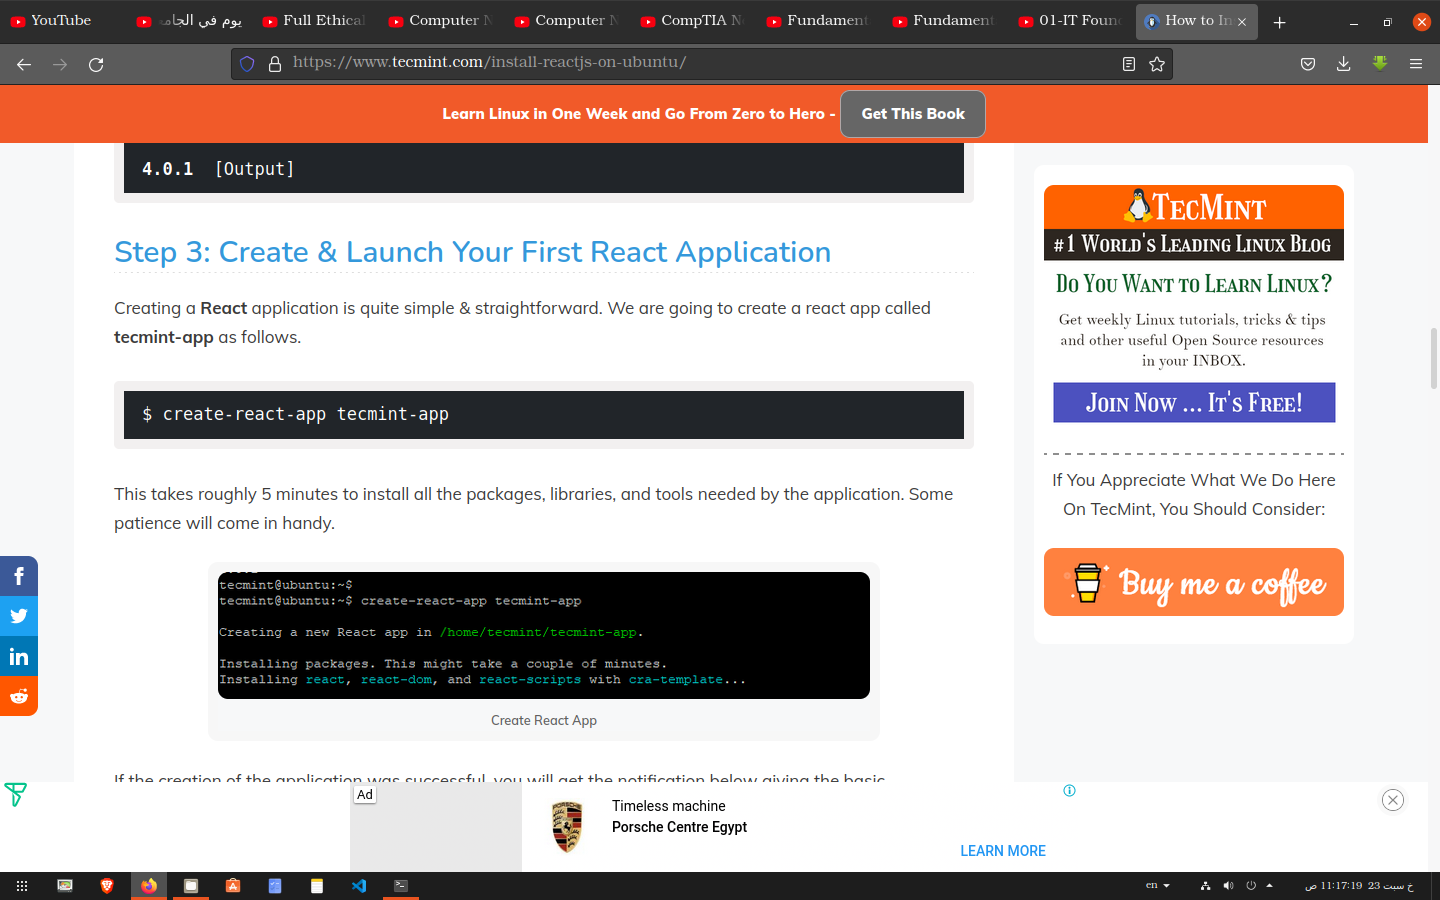 YouTube
يوم في الجامـ
Full Ethical
Computer N
Computer N
CompTIA N
Fundament
Fundament
01-IT Foun
How to In
https://www.tecmint.com/install-reactjs-on-ubuntu/
Learn Linux in One Week and Go From Zero to Hero -
Get This Book
4.0.1 [Output]
Step 3: Create & Launch Your First React Application
Creating a React application is quite simple & straightforward. We are going to create a react app called
tecmint-app as follows.
$ create-react-app tecmint-app
This takes roughly 5 minutes to install all the packages, libraries, and tools needed by the application. Some
patience will come in handy.
tecmint@ubuntu:~$
tecmint@ubuntu:~$ create-react-app tecmint-app
Creating a new React app in /home/tecmint/tecmint-app.
Installing packages. This might take a couple of minutes.
Installing react, react-dom, and react-scripts with cra-template...
Create React App
If the creation of the application was successful, you will get the notification below giving the basic
TECMINT
#1 WORLD'S LEADING LINUX BLOG
DO YOU WANT TO LEARN LINUX?
Get weekly Linux tutorials, tricks & tips
and other useful Open Source resources
in your INBOX.
JOIN NOW ... IT'S FREE!
If You Appreciate What We Do Here
On TecMint, You Should Consider:
Buy me a coffee
Ad
PORSCHE
Timeless machine
Porsche Centre Egypt
LEARN MORE
en
خ سبت 23 11:17:19 ص